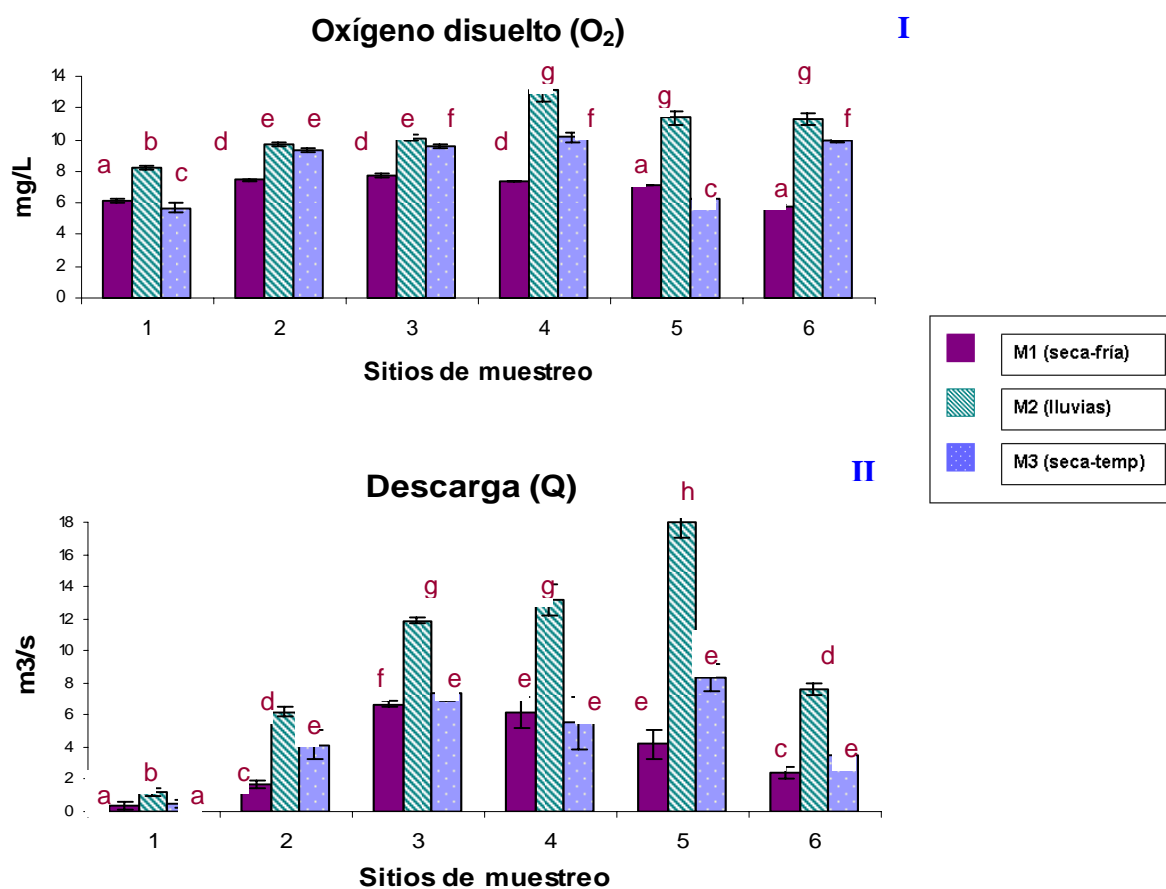 Oxígeno disuelto (O₂)
I
mg/L
14
12
10
8
6
4
2
0
a b c
d e e
d e f
d g f
a g c
a g f
1 2 3 4 5 6
Sitios de muestreo
M1 (seca-fría)
M2 (lluvias)
M3 (seca-temp)
Descarga (Q)
II
m3/s
18
16
14
12
10
8
6
4
2
0
a b a
c d e
f g e
e g e
e h e
c d e
1 2 3 4 5 6
Sitios de muestreo